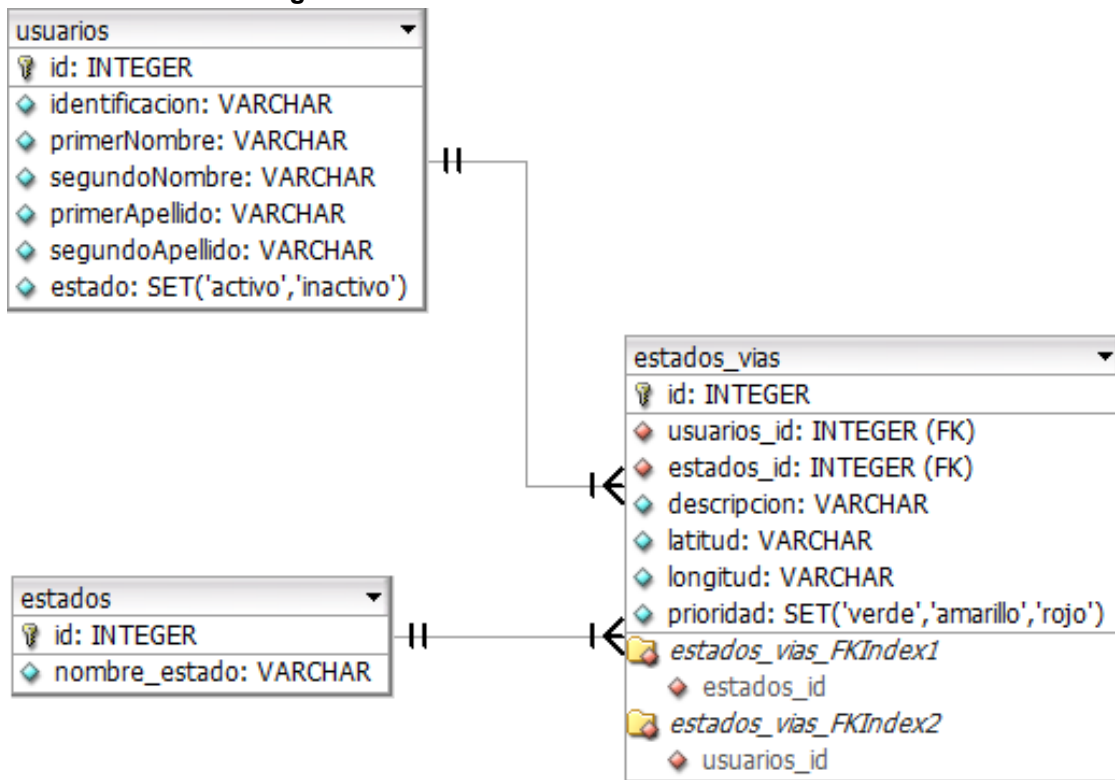 usuarios
id: INTEGER
identificacion: VARCHAR
primerNombre: VARCHAR
segundoNombre: VARCHAR
primerApellido: VARCHAR
segundoApellido: VARCHAR
estado: SET('activo','inactivo')
estados_vias
id: INTEGER
usuarios_id: INTEGER (FK)
estados_id: INTEGER (FK)
descripcion: VARCHAR
latitud: VARCHAR
longitud: VARCHAR
prioridad: SET('verde','amarillo','rojo')
estados_vias_FKIndex1
estados_id
estados_vias_FKIndex2
usuarios_id
estados
id: INTEGER
nombre_estado: VARCHAR